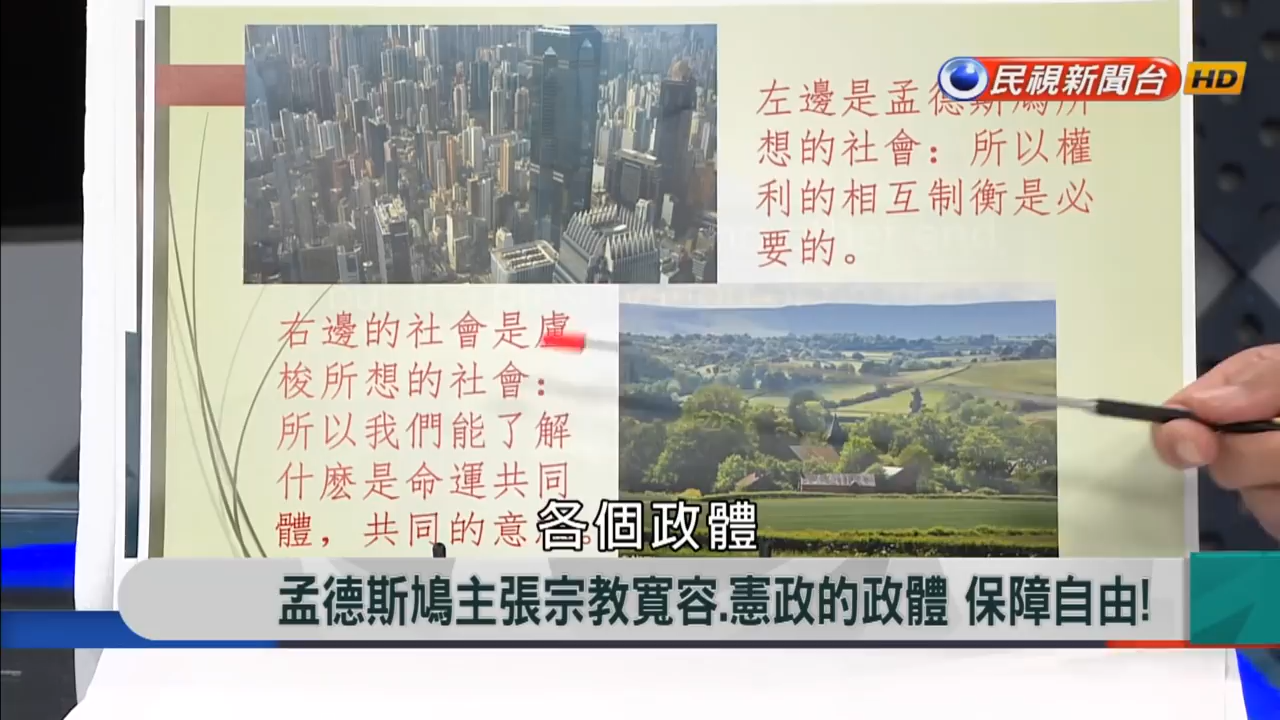 民視新聞台 HD
左邊是孟德斯鳩所
想的社會：所以權
利的相互制衡是必
要的。
右邊的社會是盧
梭所想的社會：
所以我們能了解
什麼是命運共同
體，共同的意
各個政體
孟德斯鳩主張宗教寬容.憲政的政體 保障自由!